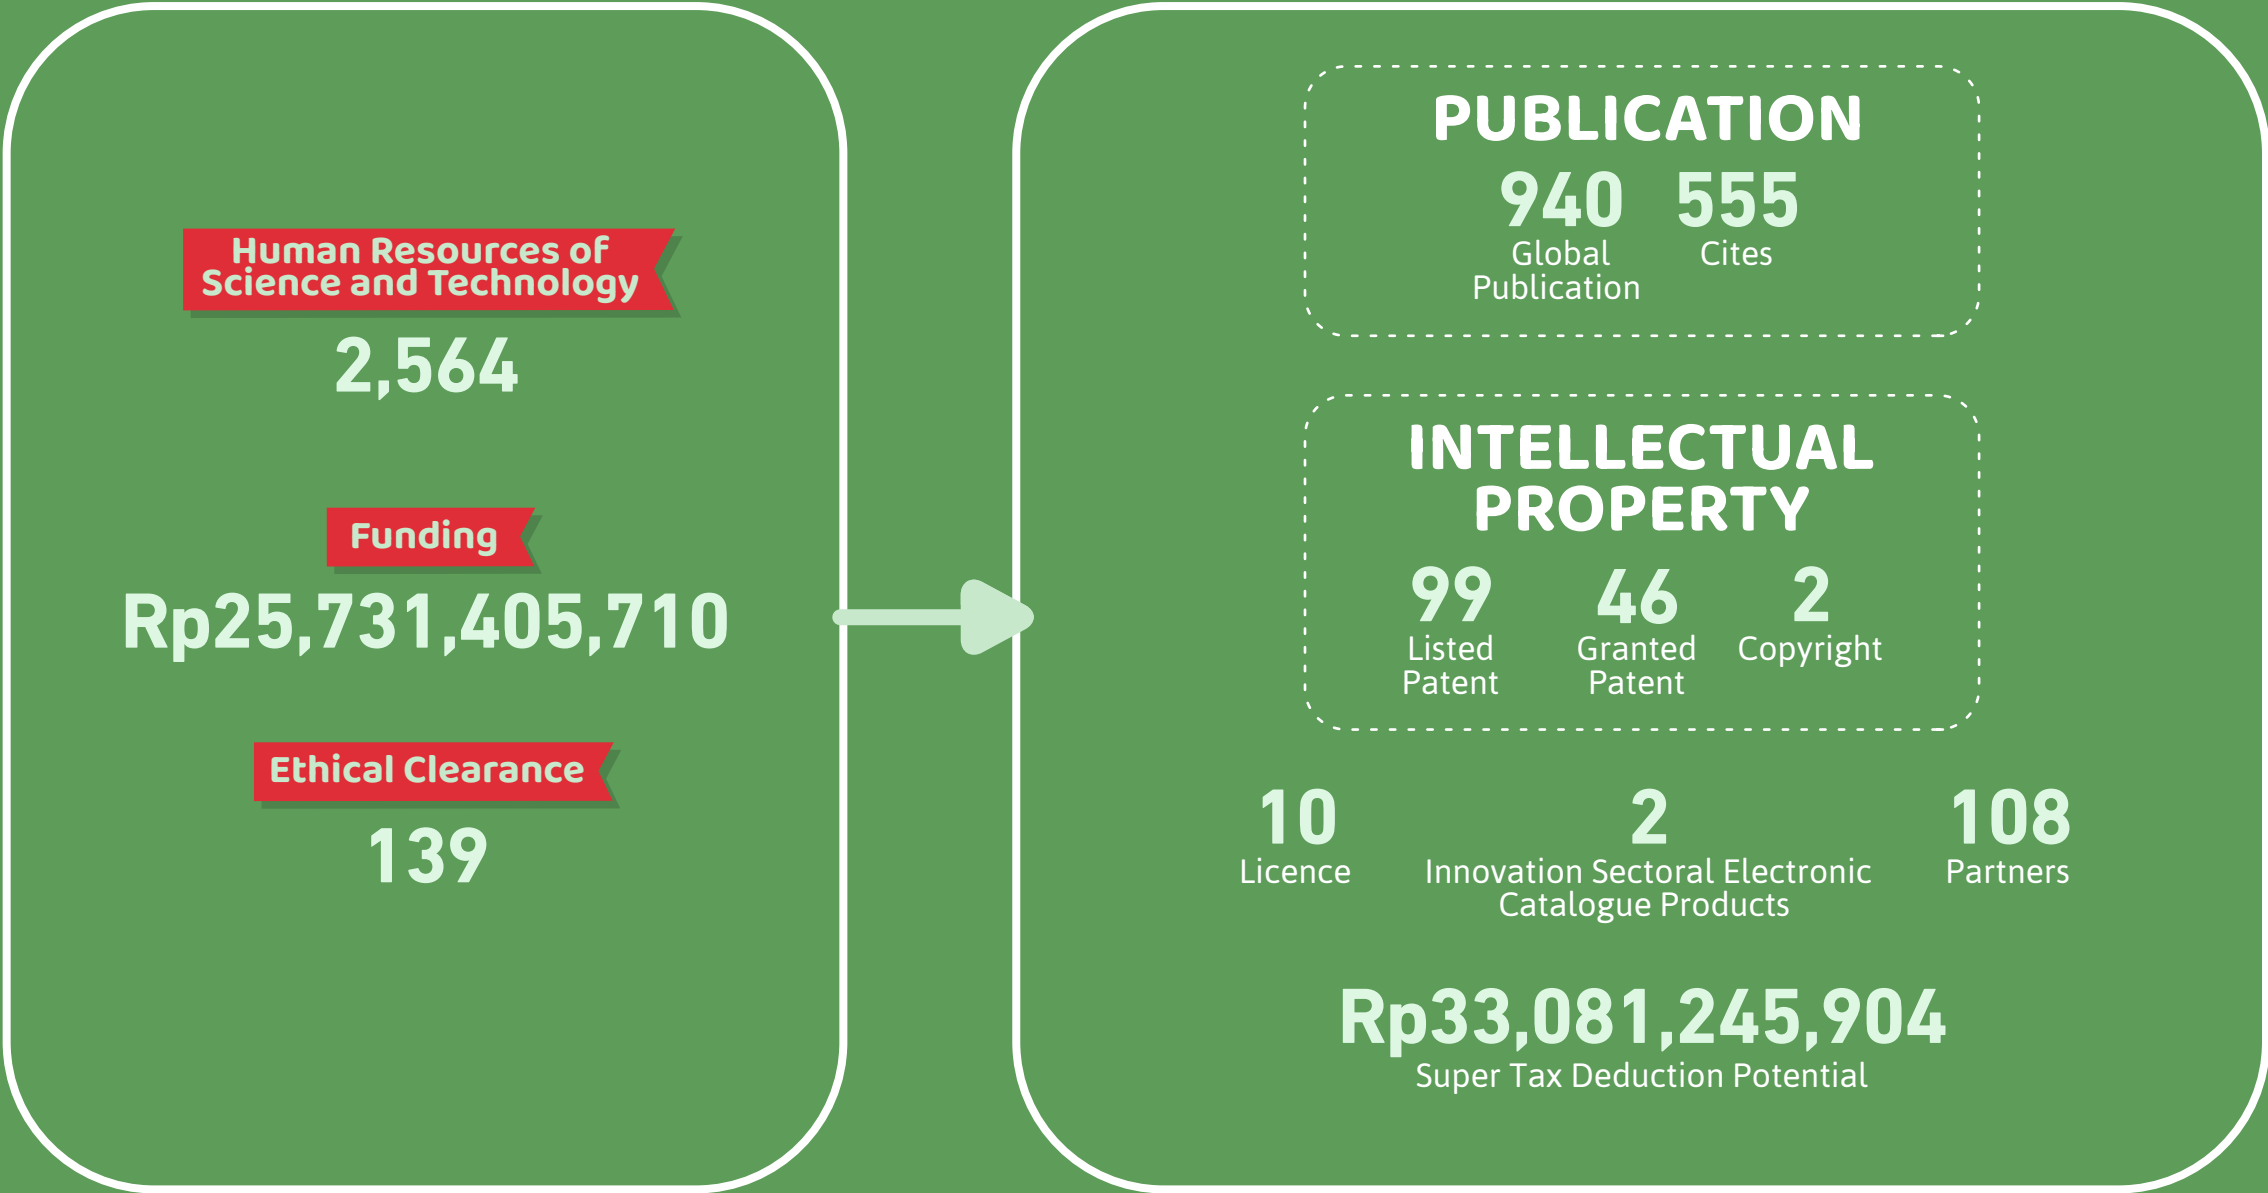 Human Resources of
Science and Technology
2,564
Funding
Rp25,731,405,710
Ethical Clearance
139
PUBLICATION
940 555
Global Cites
Publication
INTELLECTUAL
PROPERTY
99 46 2
Listed Granted Copyright
Patent Patent
10 2 108
Licence Innovation Sectoral Electronic Partners
Catalogue Products
Rp33,081,245,904
Super Tax Deduction Potential